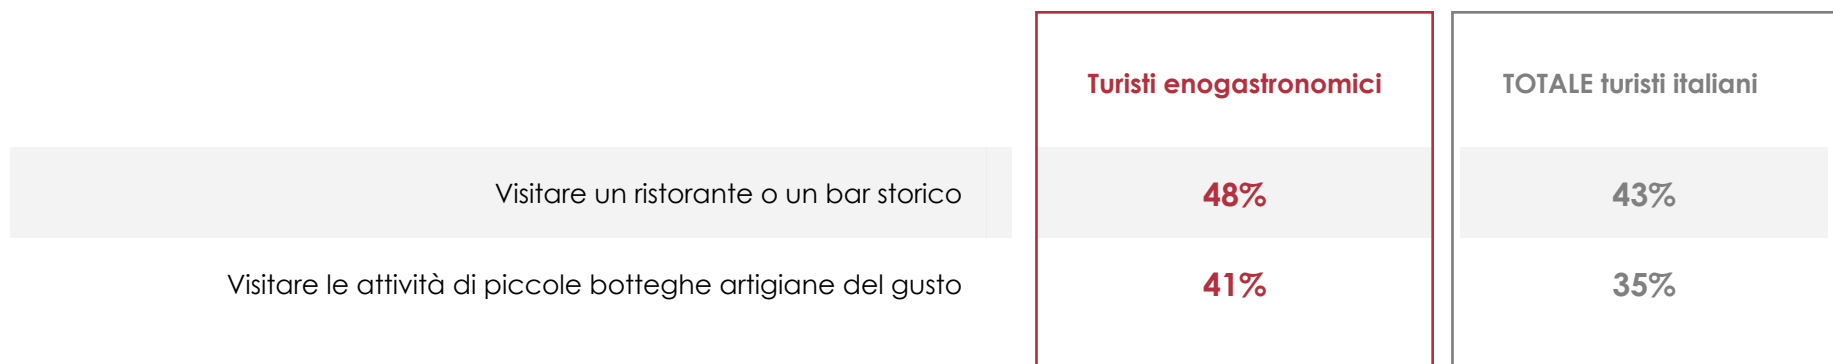 Turisti enogastronomici TOTALE turisti italiani
Visitare un ristorante o un bar storico 48% 43%
Visitare le attività di piccole botteghe artigiane del gusto 41% 35%